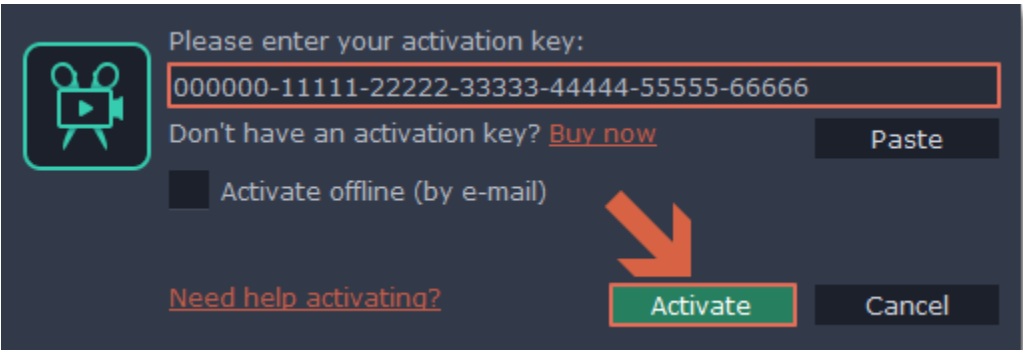 Please enter your activation key:
000000-11111-22222-33333-44444-55555-66666
Don't have an activation key? Buy now
Paste
Activate offline (by e-mail)
Need help activating?
Activate
Cancel